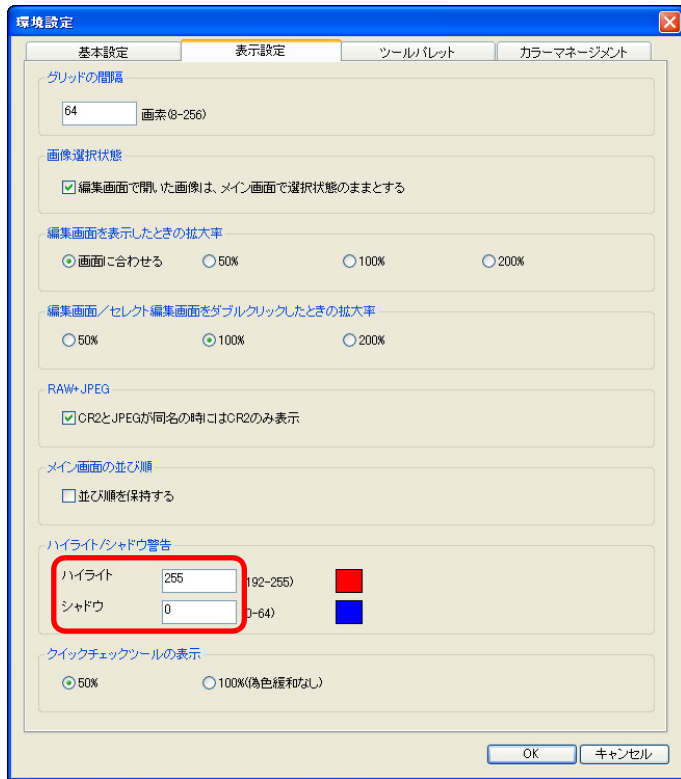 環境設定
基本設定 表示設定 ツールパレット カラーマネージメント
グリッドの間隔
64 画素(8-256)
画像選択状態
編集画面で開いた画像は、メイン画面で選択状態のままとする
編集画面を表示したときの拡大率
画面に合わせる 50% 100% 200%
編集画面/セレクト編集画面をダブルクリックしたときの拡大率
50% 100% 200%
RAW+JPEG
CR2とJPEGが同名の時にはCR2のみ表示
メイン画面の並び順
並び順を保持する
ハイライト/シャドウ警告
ハイライト 255 192-255)
シャドウ 0 0-64)
クイックチェックツールの表示
50% 100%(偽色緩和なし)
OK キャンセル